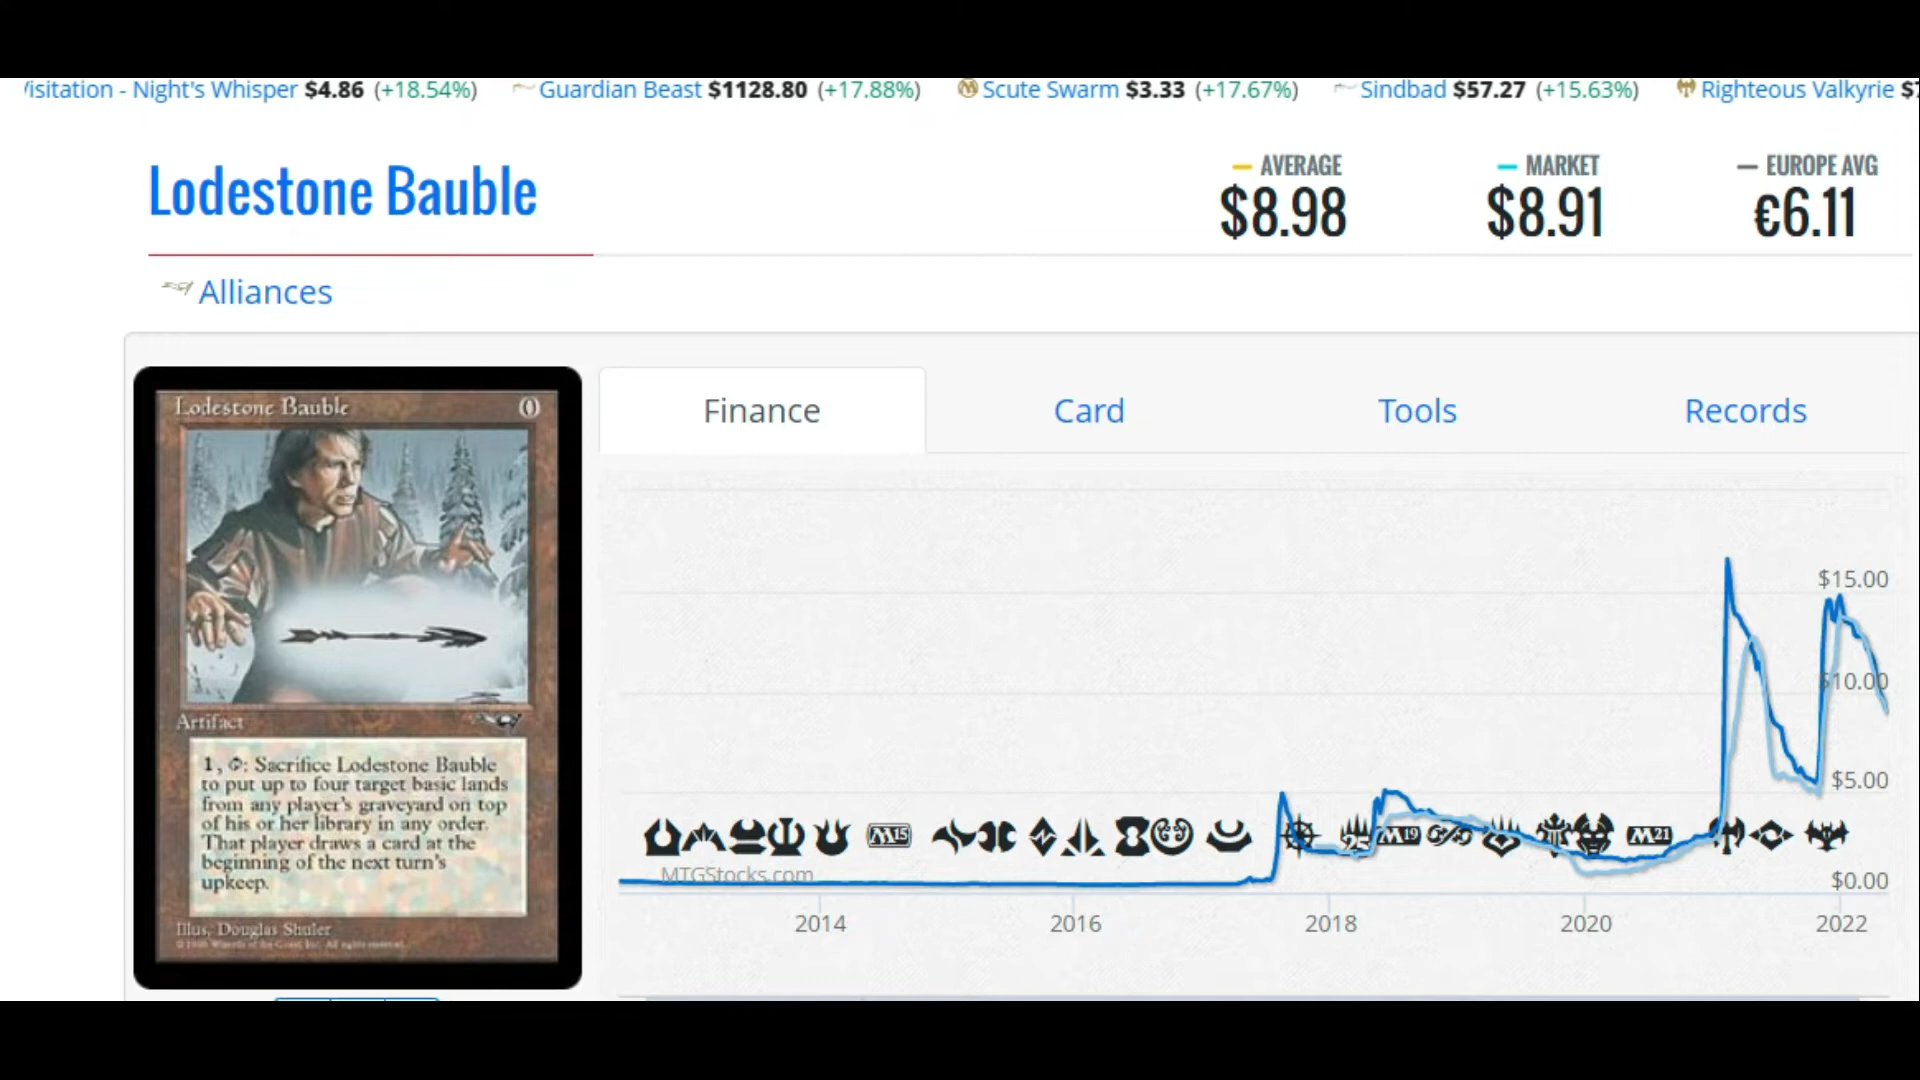 isitation - Night's Whisper $4.86 (+18.54%) Guardian Beast $1128.80 (+17.88%) Scute Swarm $3.33 (+17.67%) Sindbad $57.27 (+15.63%) Righteous Valkyrie
Lodestone Bauble
AVERAGE
$8.98
MARKET
$8.91
EUROPE AVG
€6.11
Alliances
Lodestone Bauble 0
Artifact
1, : Sacrifice Lodestone Bauble
to put up to four target basic lands
from any player's graveyard on top
of his or her library in any order.
That player draws a card at the
beginning of the next turn's
upkeep.
Illus. Douglas Shuler
Finance Card Tools Records
$15.00
$10.00
$5.00
$0.00
M15 25 M19 M21
MTGStocks.com
2014 2016 2018 2020 2022